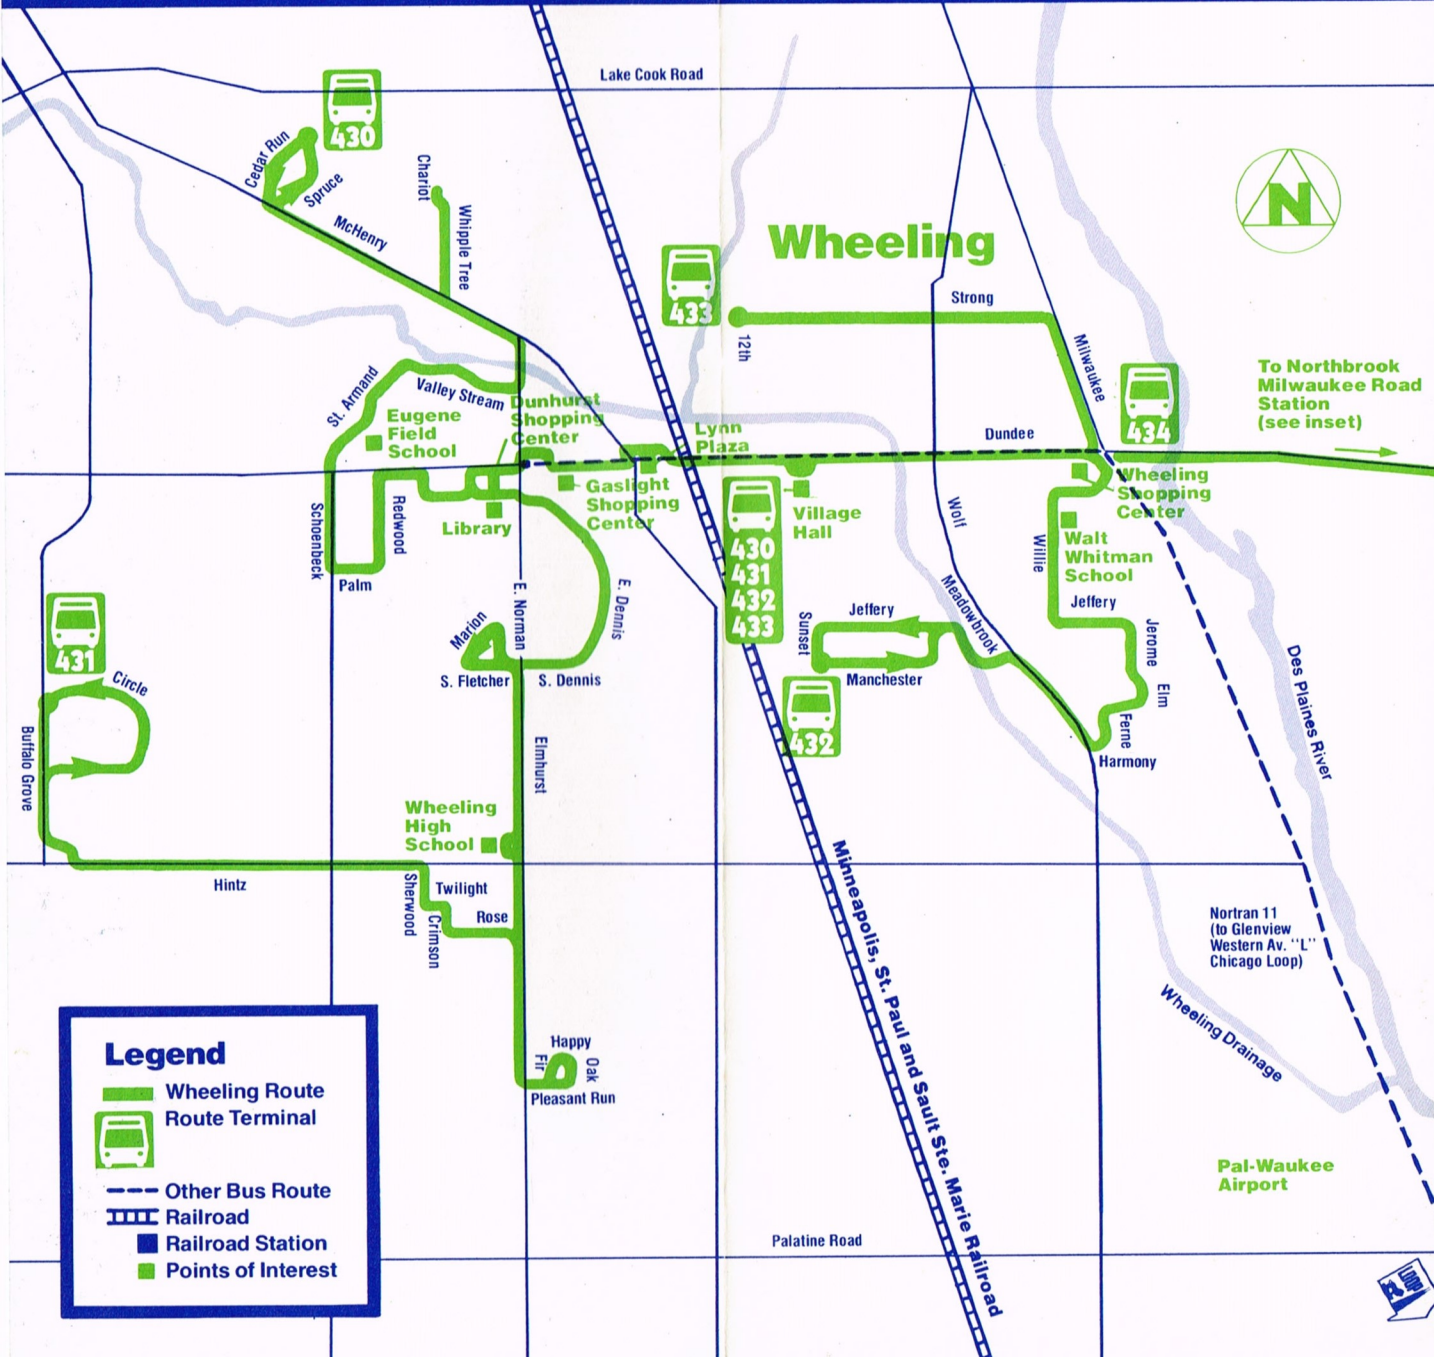 Lake Cook Road
430
Cedar Run
Spruce
McHenry
Chariot
Whipple Tree
Wheeling
N
433
Strong
12th
Milwaukee
434
To Northbrook
Milwaukee Road
Station
(see inset)
St. Armand
Valley Stream
Eugene
Field
School
Dunhurst
Shopping
Center
Lynn
Plaza
Dundee
Wheeling
Shopping
Center
Gaslight
Shopping
Center
Library
Village
Hall
Walt
Whitman
School
Schoenbeck
Redwood
Palm
430
431
432
433
Wolf
Willie
Jeffery
E. Norman
E. Dennis
Marion
S. Fletcher
S. Dennis
Sunset
Jeffery
Manchester
Meadowbrook
Jerome
Elm
Ferne
Harmony
431
Circle
Buffalo Grove
432
Des Plaines River
Elmhurst
Wheeling
High
School
Hintz
Sherwood
Twilight
Crimson
Rose
Minneapolis, St. Paul and Sault Ste. Marie Railroad
Nortran 11
(to Glenview
Western Av. "L"
Chicago Loop)
Wheeling Drainage
Happy
Fir
Oak
Pleasant Run
Pal-Waukee
Airport
Palatine Road
LOOP
Legend
Wheeling Route
Route Terminal
Other Bus Route
Railroad
Railroad Station
Points of Interest